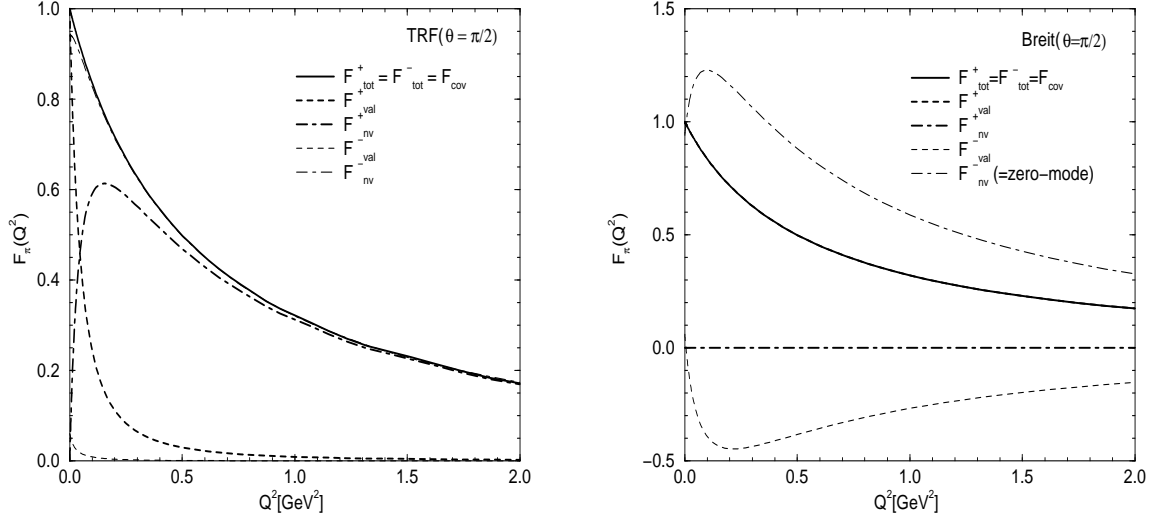 TRF(θ = π/2)
F⁺tot = F⁻tot = Fcov
F⁺val
F⁺nv
F⁻val
F⁻nv
1.0
0.8
0.6
0.4
0.2
0.0
Fπ(Q²)
0.0 0.5 1.0 1.5 2.0
Q²[GeV²]
Breit(θ=π/2)
F⁺tot=F⁻tot=Fcov
F⁺val
F⁺nv
F⁻val
F⁻nv (=zero−mode)
1.5
1.0
0.5
0.0
−0.5
Fπ(Q²)
0.0 0.5 1.0 1.5 2.0
Q²[GeV²]